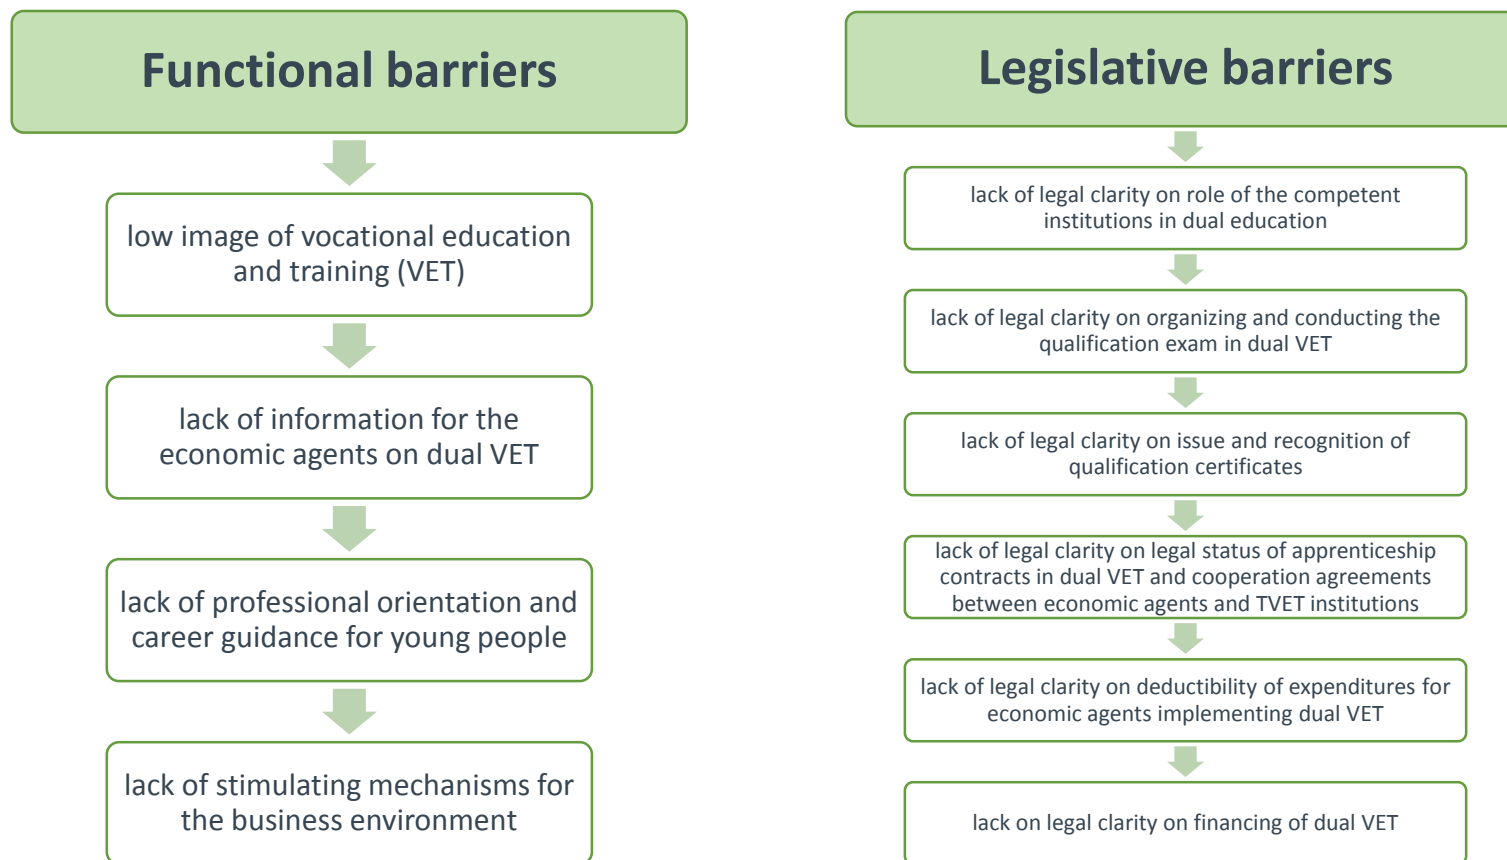 Functional barriers
low image of vocational education
and training (VET)
lack of information for the
economic agents on dual VET
lack of professional orientation and
career guidance for young people
lack of stimulating mechanisms for
the business environment
Legislative barriers
lack of legal clarity on role of the competent
institutions in dual education
lack of legal clarity on organizing and conducting the
qualification exam in dual VET
lack of legal clarity on issue and recognition of
qualification certificates
lack of legal clarity on legal status of apprenticeship
contracts in dual VET and cooperation agreements
between economic agents and TVET institutions
lack of legal clarity on deductibility of expenditures for
economic agents implementing dual VET
lack on legal clarity on financing of dual VET